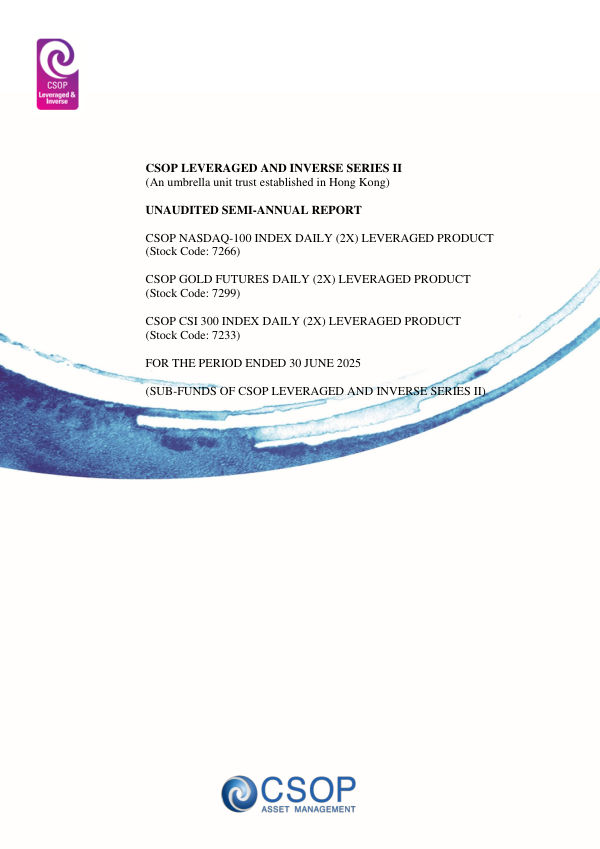 CSOP
Leveraged &
Inverse
CSOP LEVERAGED AND INVERSE SERIES II
(An umbrella unit trust established in Hong Kong)
UNAUDITED SEMI-ANNUAL REPORT
CSOP NASDAQ-100 INDEX DAILY (2X) LEVERAGED PRODUCT
(Stock Code: 7266)
CSOP GOLD FUTURES DAILY (2X) LEVERAGED PRODUCT
(Stock Code: 7299)
CSOP CSI 300 INDEX DAILY (2X) LEVERAGED PRODUCT
(Stock Code: 7233)
FOR THE PERIOD ENDED 30 JUNE 2025
(SUB-FUNDS OF CSOP LEVERAGED AND INVERSE SERIES II)
CSOP
ASSET MANAGEMENT